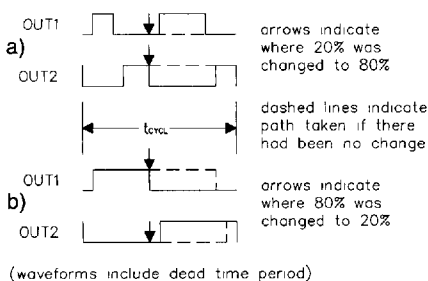 OUT1
a)
OUT2
arrows indicate
where 20% was
changed to 80%
tCYCL
dashed lines indicate
path taken if there
had been no change
OUT1
b)
OUT2
arrows indicate
where 80% was
changed to 20%
(waveforms include dead time period)